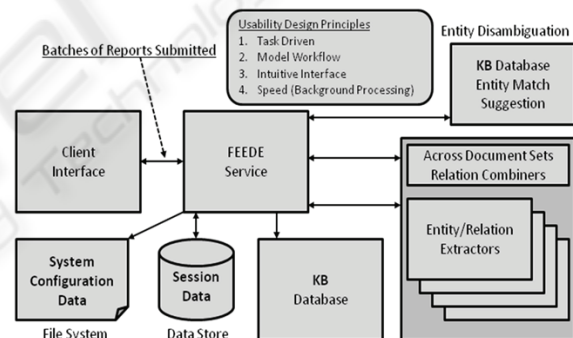 Usability Design Principles
1. Task Driven
2. Model Workflow
3. Intuitive Interface
4. Speed (Background Processing)
Batches of Reports Submitted
Entity Disambiguation
KB Database
Entity Match
Suggestion
Client
Interface
FEEDE
Service
Across Document Sets
Relation Combiners
Entity/Relation
Extractors
System
Configuration
Data
Session
Data
KB
Database
File System
Data Store